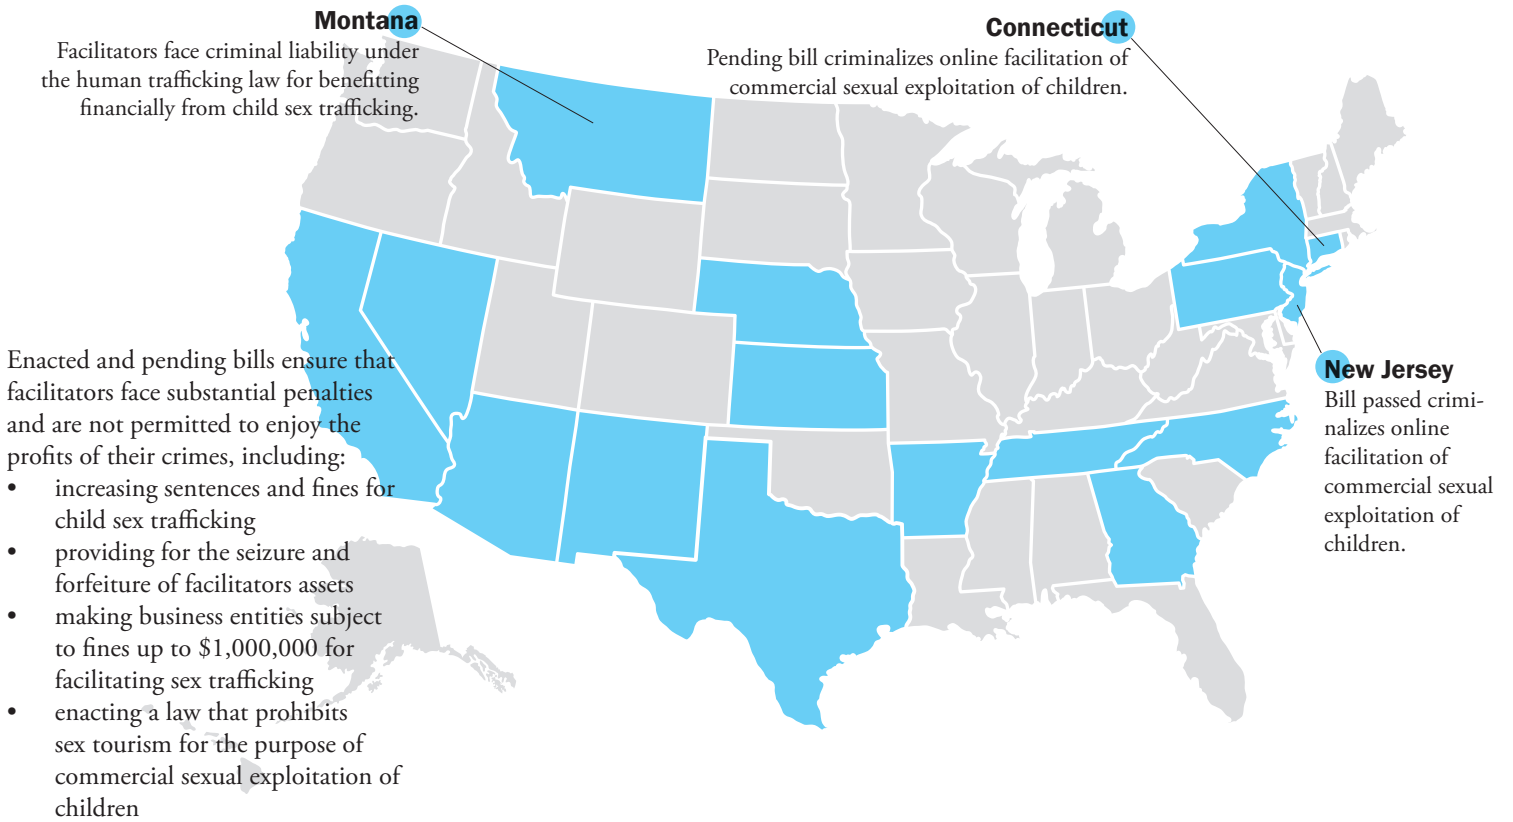 Montana
Facilitators face criminal liability under
the human trafficking law for benefitting
financially from child sex trafficking.
Connecticut
Pending bill criminalizes online facilitation of
commercial sexual exploitation of children.
Enacted and pending bills ensure that
facilitators face substantial penalties
and are not permitted to enjoy the
profits of their crimes, including:
• increasing sentences and fines for
child sex trafficking
• providing for the seizure and
forfeiture of facilitators assets
• making business entities subject
to fines up to $1,000,000 for
facilitating sex trafficking
• enacting a law that prohibits
sex tourism for the purpose of
commercial sexual exploitation of
children
New Jersey
Bill passed crimi-
nalizes online
facilitation of
commercial sexual
exploitation of
children.